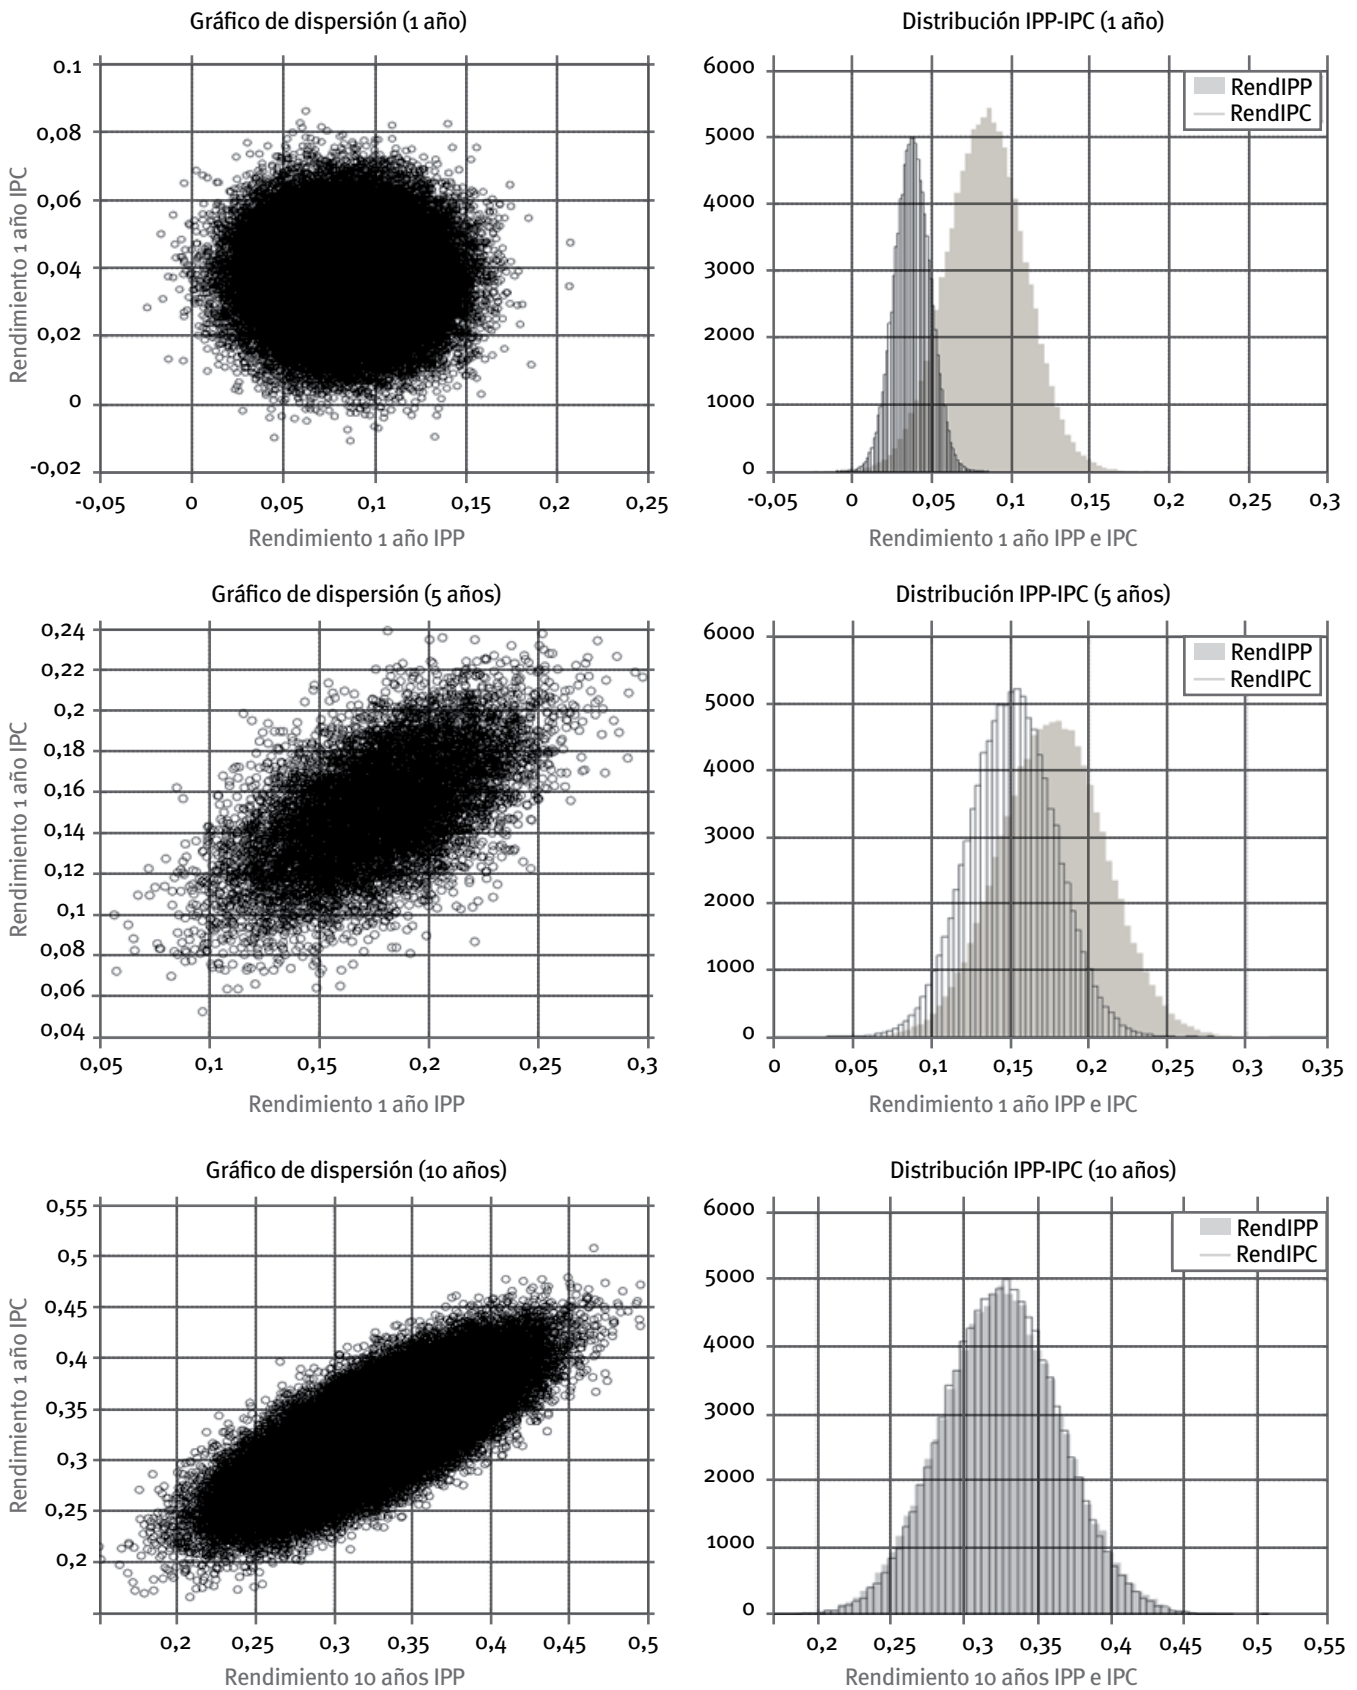 Gráfico de dispersión (1 año)
0.1
0,08
0,06
0,04
0,02
0
-0,02
Rendimiento 1 año IPC
-0,05 0 0,05 0,1 0,15 0,2 0,25
Rendimiento 1 año IPP
Distribución IPP-IPC (1 año)
6000
5000
4000
3000
2000
1000
0
RendIPP
RendIPC
-0,05 0 0,05 0,1 0,15 0,2 0,25 0,3
Rendimiento 1 año IPP e IPC
Gráfico de dispersión (5 años)
0,24
0,22
0,2
0,18
0,16
0,14
0,12
0,1
0,08
0,06
0,04
Rendimiento 1 año IPC
0,05 0,1 0,15 0,2 0,25 0,3
Rendimiento 1 año IPP
Distribución IPP-IPC (5 años)
6000
5000
4000
3000
2000
1000
0
RendIPP
RendIPC
0 0,05 0,1 0,15 0,2 0,25 0,3 0,35
Rendimiento 1 año IPP e IPC
Gráfico de dispersión (10 años)
0,55
0,5
0,45
0,4
0,35
0,3
0,25
0,2
Rendimiento 1 año IPC
0,2 0,25 0,3 0,35 0,4 0,45 0,5
Rendimiento 10 años IPP
Distribución IPP-IPC (10 años)
6000
5000
4000
3000
2000
1000
0
RendIPP
RendIPC
0,2 0,25 0,3 0,35 0,4 0,45 0,5 0,55
Rendimiento 10 años IPP e IPC